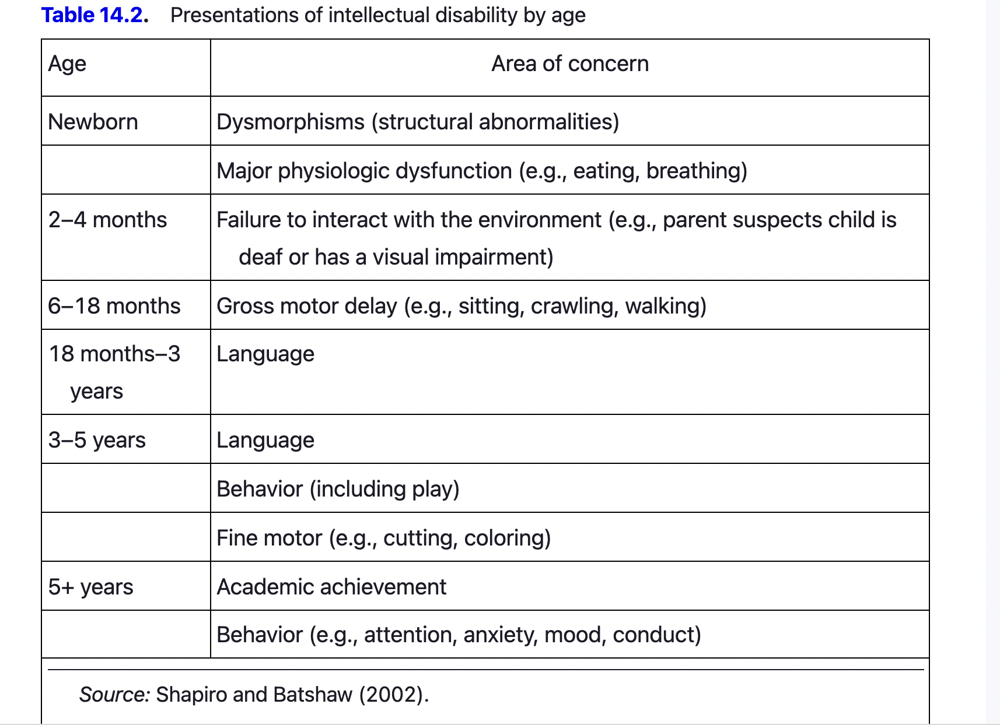 Table 14.2. Presentations of intellectual disability by age
Age Area of concern
Newborn Dysmorphisms (structural abnormalities)
Major physiologic dysfunction (e.g., eating, breathing)
2–4 months Failure to interact with the environment (e.g., parent suspects child is
deaf or has a visual impairment)
6–18 months Gross motor delay (e.g., sitting, crawling, walking)
18 months–3 Language
years
3–5 years Language
Behavior (including play)
Fine motor (e.g., cutting, coloring)
5+ years Academic achievement
Behavior (e.g., attention, anxiety, mood, conduct)
Source: Shapiro and Batshaw (2002).